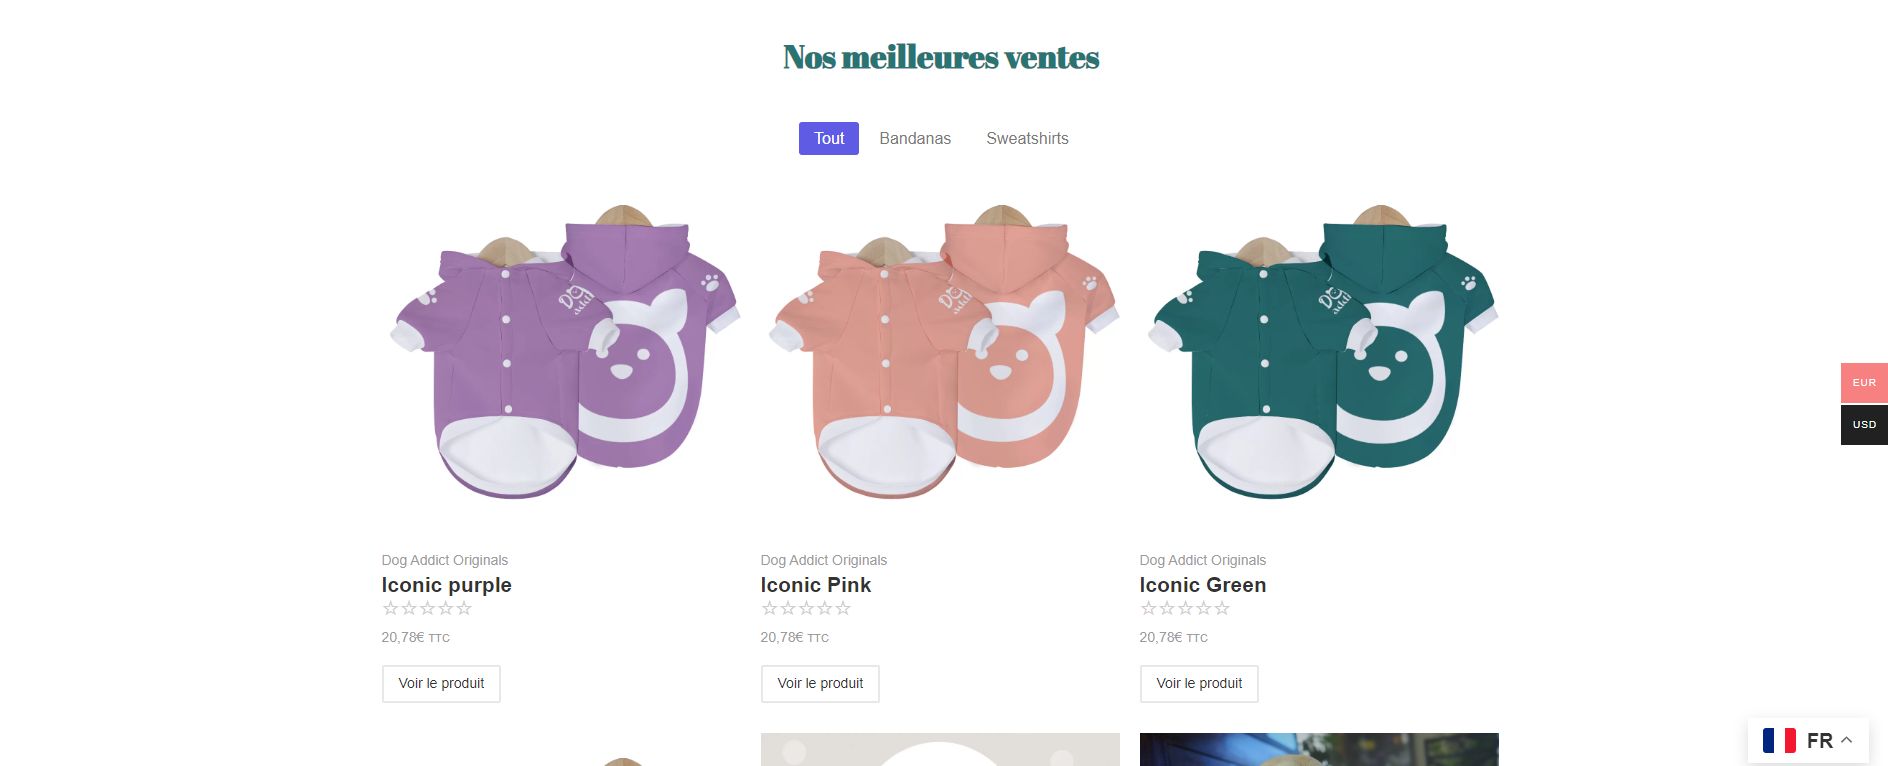 Nos meilleures ventes
Tout Bandanas Sweatshirts
Dog Addict Originals
Iconic purple
20,78€ TTC
Voir le produit
Dog Addict Originals
Iconic Pink
20,78€ TTC
Voir le produit
Dog Addict Originals
Iconic Green
20,78€ TTC
Voir le produit
EUR
USD
FR